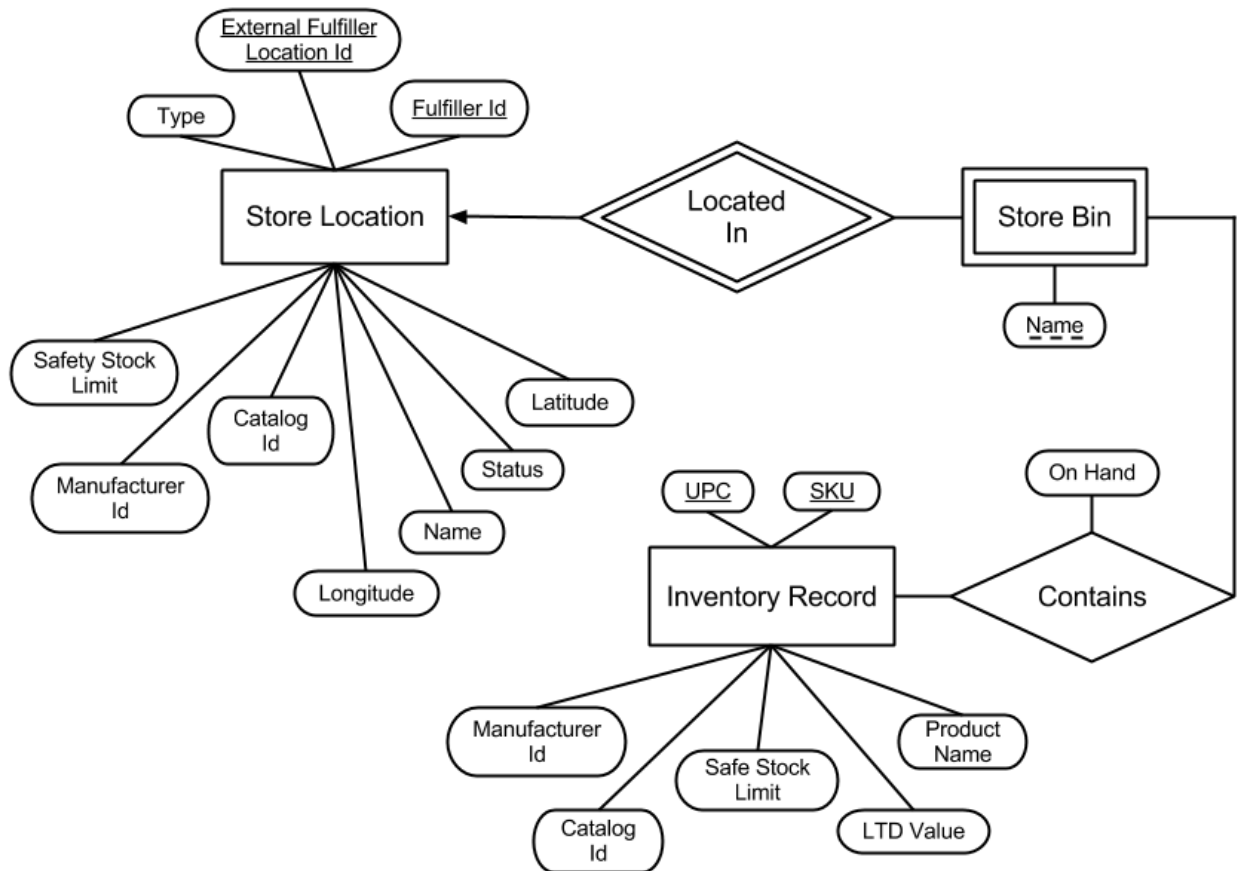 External Fulfiller
Location Id
Type
Fulfiller Id
Store Location
Located
In
Store Bin
Name
Safety Stock
Limit
Latitude
Catalog
Id
Status
Manufacturer
Id
Name
Longitude
UPC
SKU
On Hand
Inventory Record
Contains
Manufacturer
Id
Product
Name
Safe Stock
Limit
Catalog
Id
LTD Value